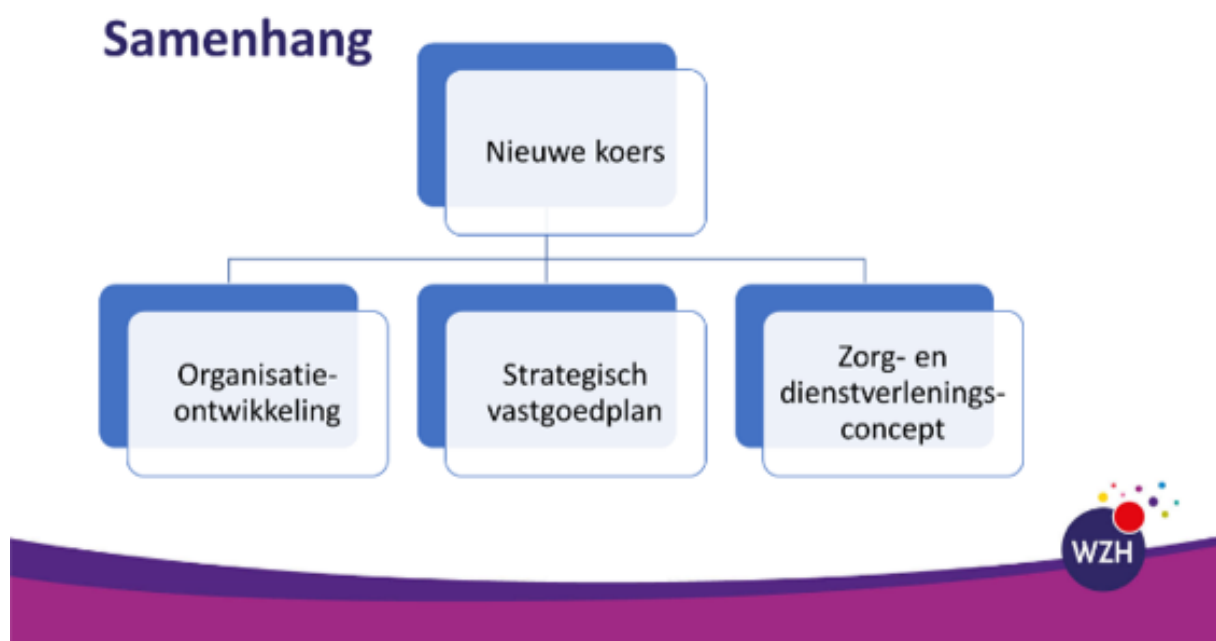 Samenhang
Nieuwe koers
Organisatie-
ontwikkeling
Strategisch
vastgoedplan
Zorg- en
dienstverlenings-
concept
WZH